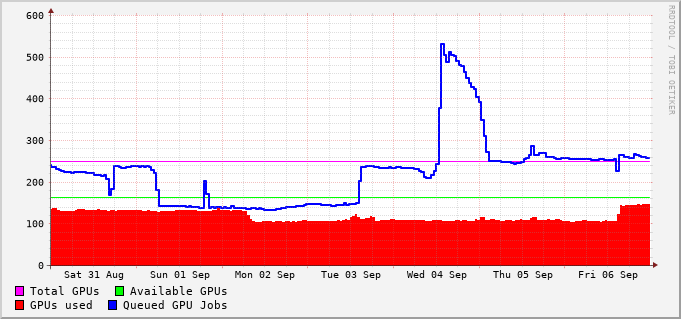 600
500
400
300
200
100
0
Sat 31 Aug Sun 01 Sep Mon 02 Sep Tue 03 Sep Wed 04 Sep Thu 05 Sep Fri 06 Sep
Total GPUs Available GPUs
GPUs used Queued GPU Jobs
RRDTOOL / TOBI OETIKER